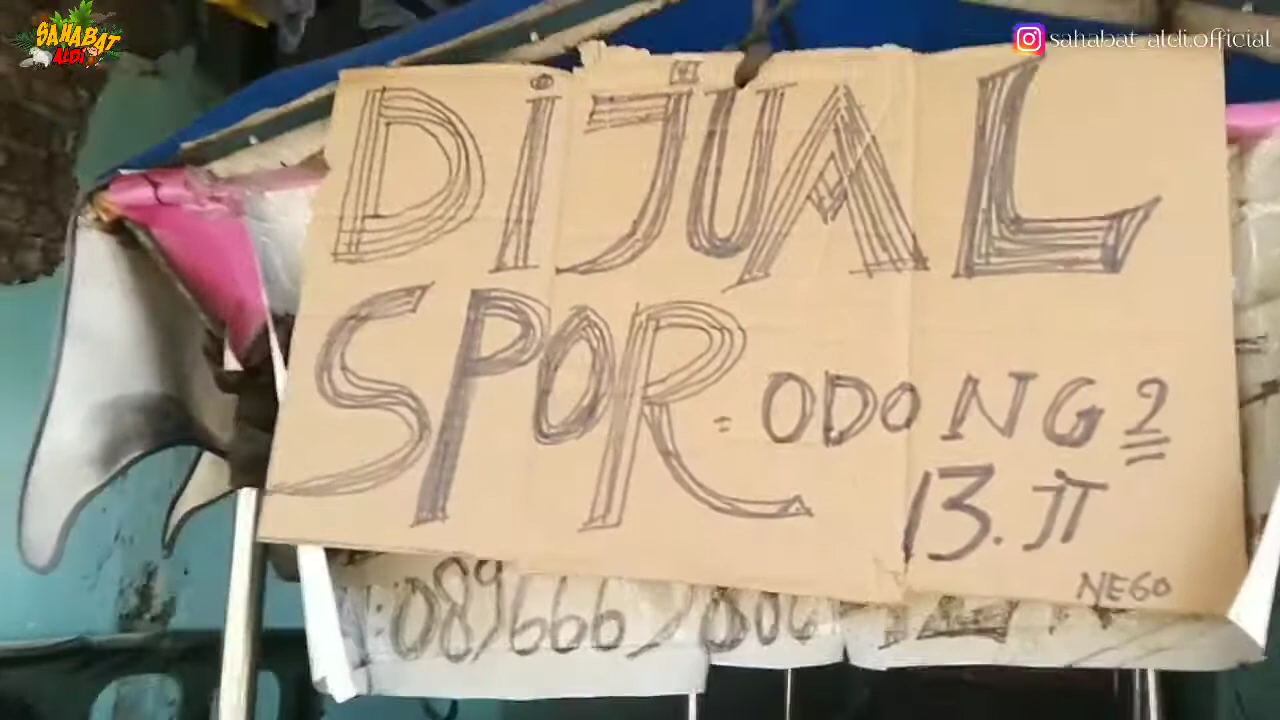 SAHABAT
ALDI
sahabat_aldi.official
DIJUAL
SPOR = ODONG2
13.JT
NEGO